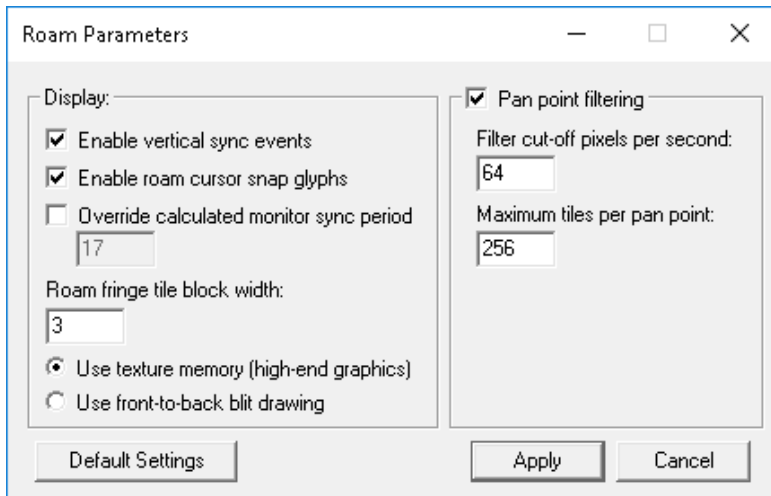 Roam Parameters
Display:
Enable vertical sync events
Enable roam cursor snap glyphs
Override calculated monitor sync period
17
Roam fringe tile block width:
3
Use texture memory (high-end graphics)
Use front-to-back blit drawing
Pan point filtering
Filter cut-off pixels per second:
64
Maximum tiles per pan point:
256
Default Settings
Apply
Cancel